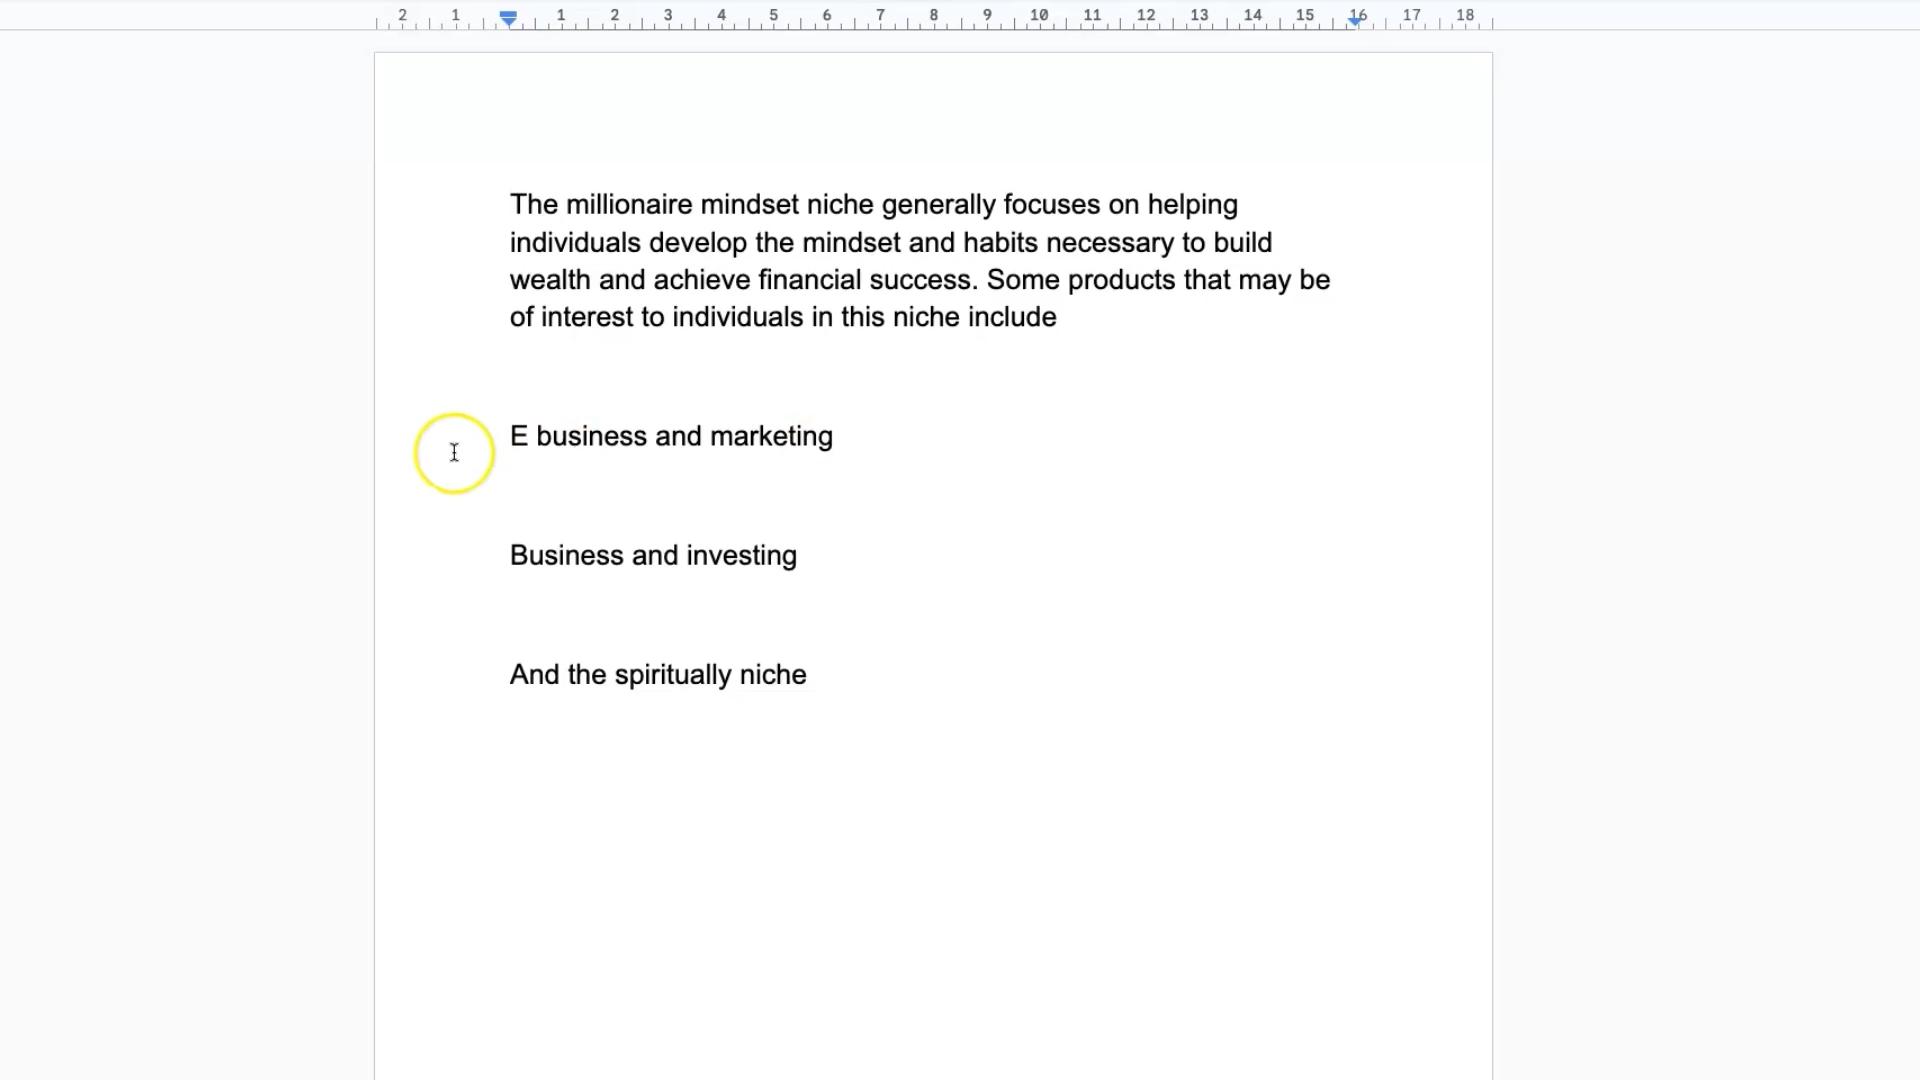 2 1 1 2 3 4 5 6 7 8 9 10 11 12 13 14 15 16 17 18
The millionaire mindset niche generally focuses on helping
individuals develop the mindset and habits necessary to build
wealth and achieve financial success. Some products that may be
of interest to individuals in this niche include
E business and marketing
Business and investing
And the spiritually niche